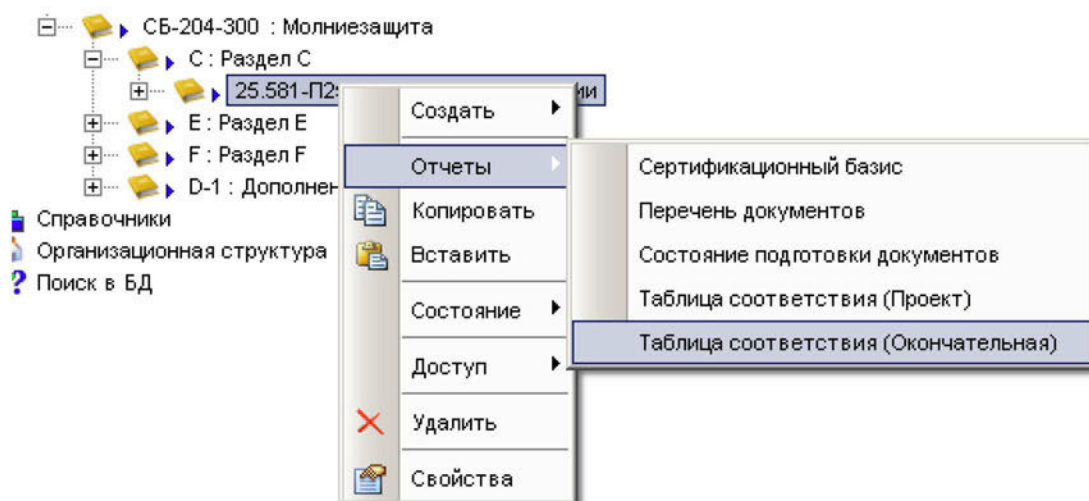 СБ-204-300 : Молниезащита
С : Раздел С
25.581-П2
ии
Е : Раздел Е
F : Раздел F
D-1 : Дополнен
Справочники
Организационная структура
Поиск в БД
Создать
Отчеты
Копировать
Вставить
Состояние
Доступ
Удалить
Свойства
Сертификационный базис
Перечень документов
Состояние подготовки документов
Таблица соответствия (Проект)
Таблица соответствия (Окончательная)